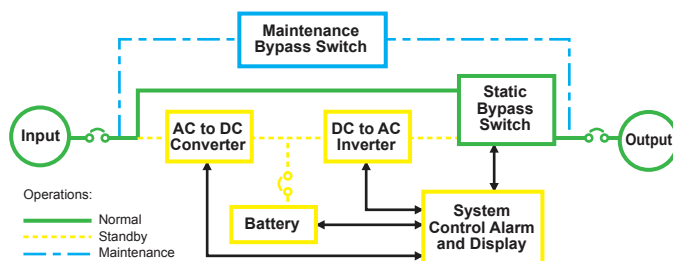 Maintenance
Bypass Switch
Static
Bypass
Switch
Input
AC to DC
Converter
DC to AC
Inverter
Output
Operations:
Normal
Standby
Maintenance
Battery
System
Control Alarm
and Display